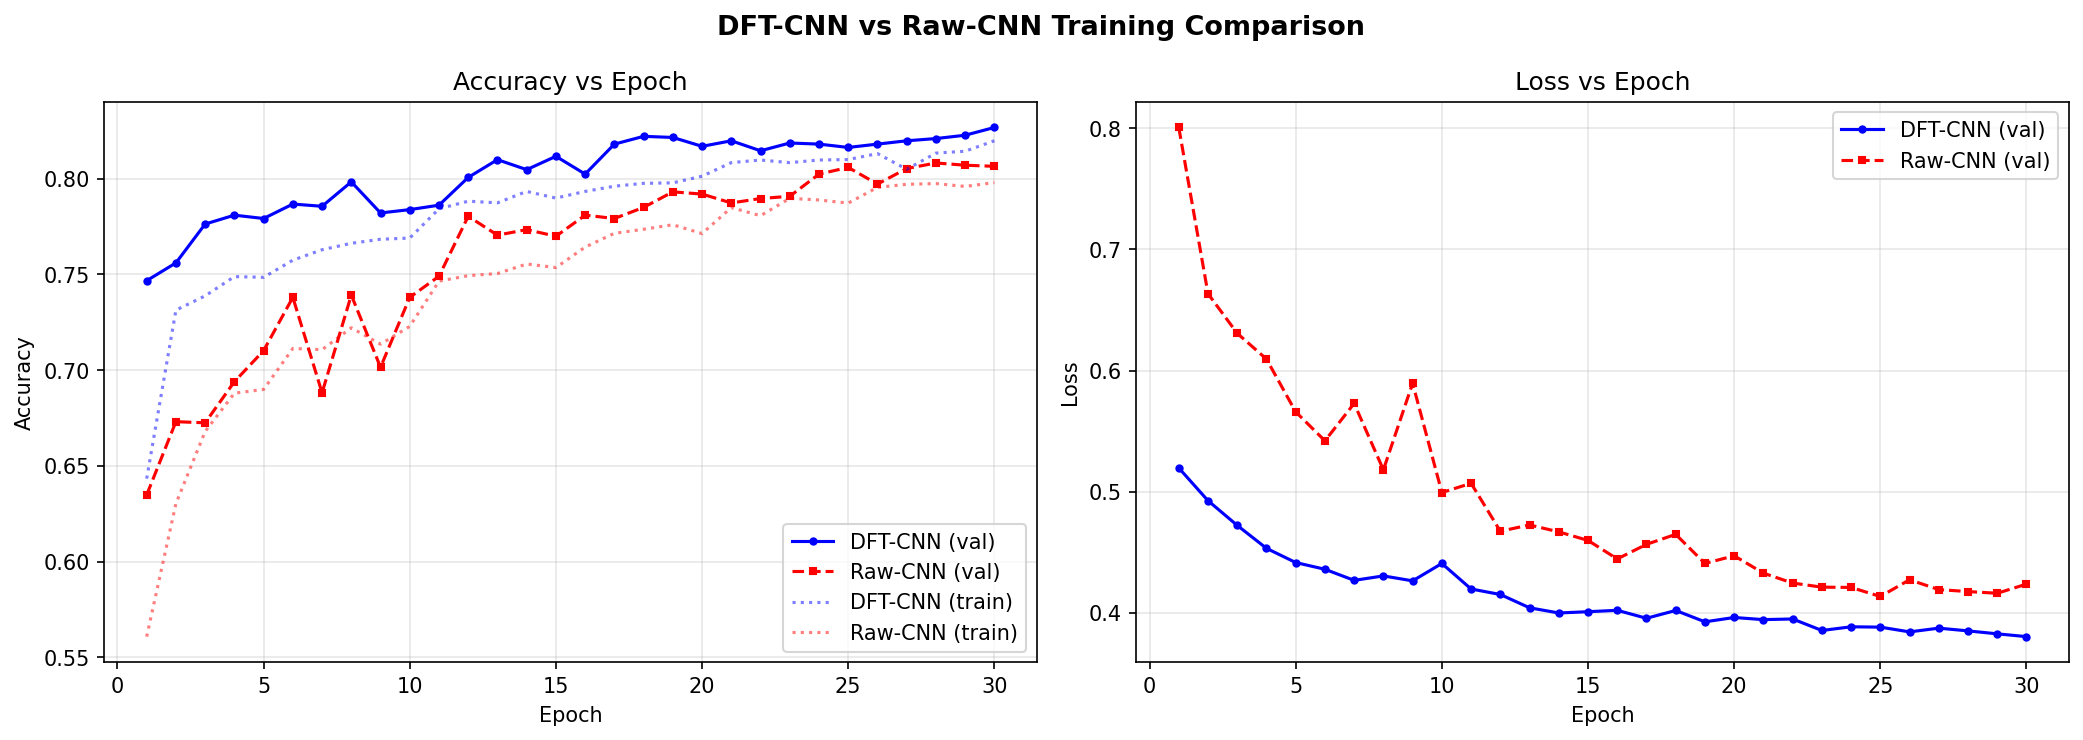 DFT-CNN vs Raw-CNN Training Comparison
Accuracy vs Epoch
Accuracy
0.80
0.75
0.70
0.65
0.60
0.55
0 5 10 15 20 25 30
Epoch
DFT-CNN (val)
Raw-CNN (val)
DFT-CNN (train)
Raw-CNN (train)
Loss vs Epoch
Loss
0.8
0.7
0.6
0.5
0.4
0 5 10 15 20 25 30
Epoch
DFT-CNN (val)
Raw-CNN (val)